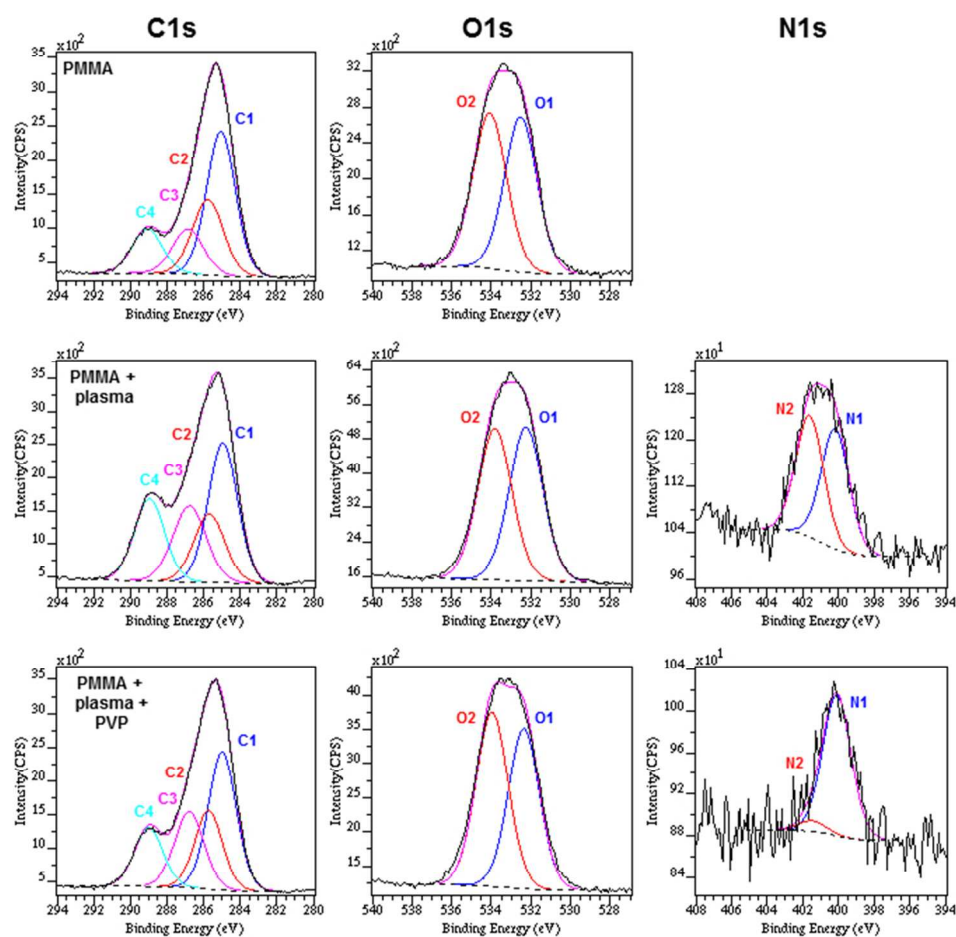 C1s
O1s
N1s
x10²
PMMA
Intensity(CPS)
35
30
25
20
15
10
5
C1
C2
C3
C4
294 292 290 288 286 284 282 280
Binding Energy (eV)
x10²
Intensity(CPS)
32
28
24
20
16
12
O2
O1
540 538 536 534 532 530 528
Binding Energy (eV)
x10²
PMMA +
plasma
Intensity(CPS)
35
30
25
20
15
10
5
C1
C2
C3
C4
294 292 290 288 286 284 282 280
Binding Energy (eV)
x10²
Intensity(CPS)
64
56
48
40
32
24
16
O2
O1
540 538 536 534 532 530 528
Binding Energy (eV)
x10¹
Intensity(CPS)
128
120
112
104
96
N2
N1
408 406 404 402 400 398 396 394
Binding Energy (eV)
x10²
PMMA +
plasma +
PVP
Intensity(CPS)
35
30
25
20
15
10
5
C1
C2
C3
C4
294 292 290 288 286 284 282 280
Binding Energy (eV)
x10²
Intensity(CPS)
40
35
30
25
20
15
O2
O1
540 538 536 534 532 530 528
Binding Energy (eV)
x10¹
Intensity(CPS)
104
100
96
92
88
84
N1
N2
408 406 404 402 400 398 396 394
Binding Energy (eV)